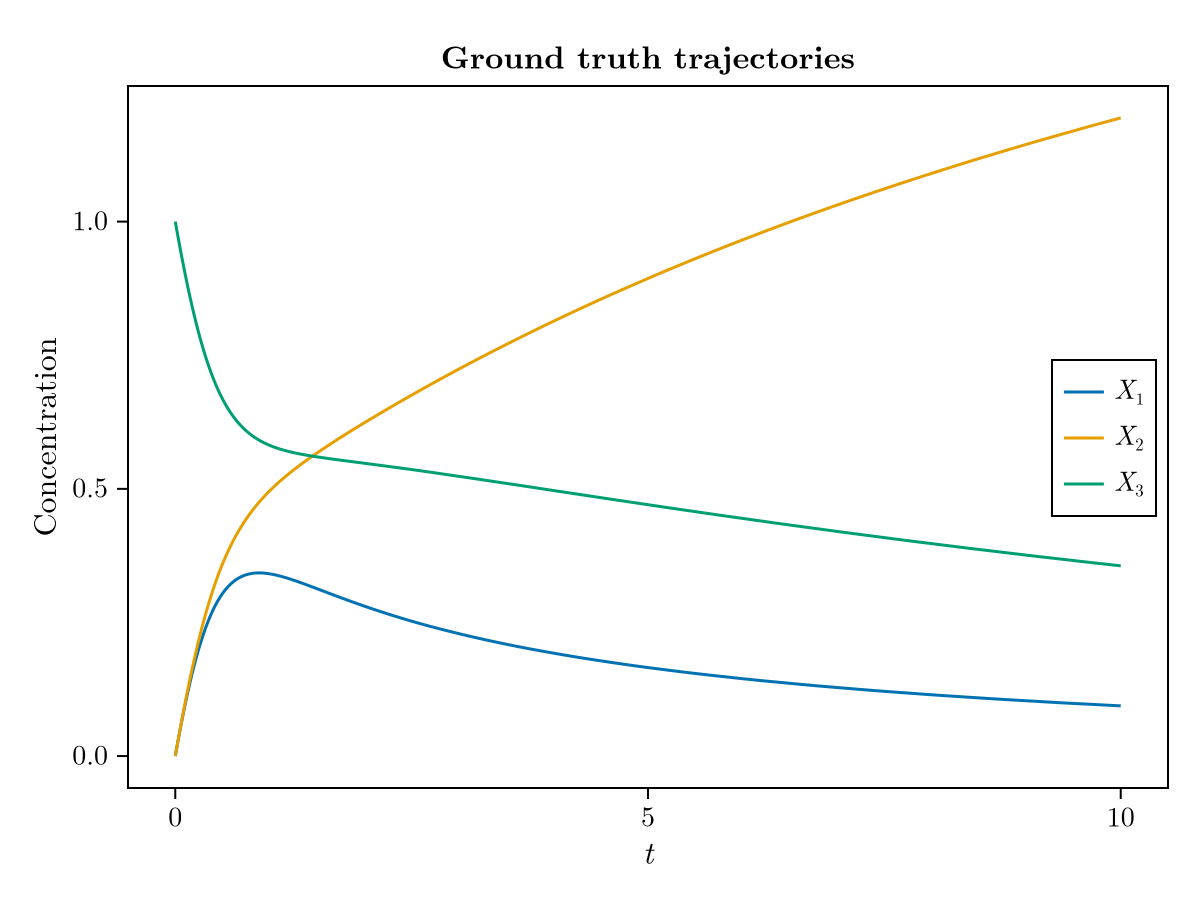 Ground truth trajectories
Concentration
1.0
0.5
0.0
0
5
10
t
X₁
X₂
X₃